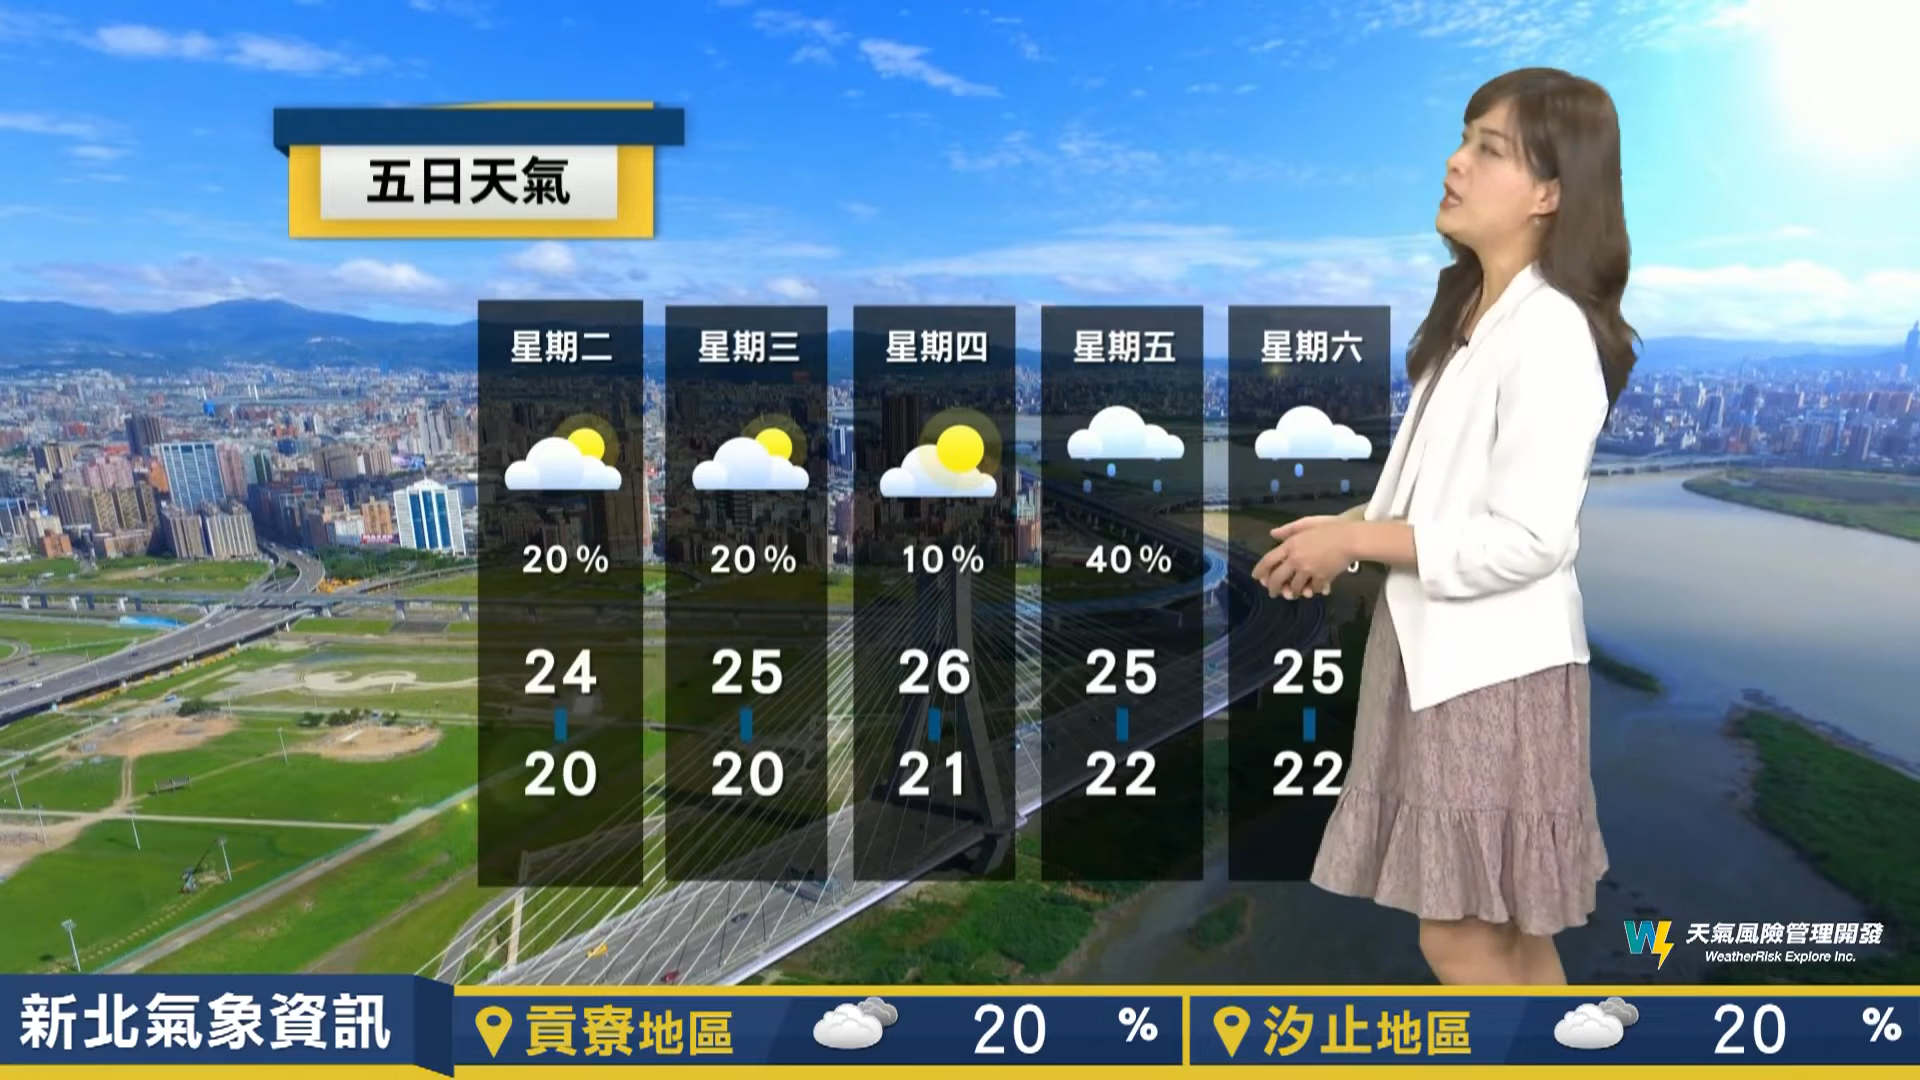 五日天氣
星期二
星期三
星期四
星期五
星期六
20%
20%
10%
40%
24
25
26
25
25
20
20
21
22
22
天氣風險管理開發
WeatherRisk Explore Inc.
新北氣象資訊
貢寮地區
20 %
汐止地區
20 %